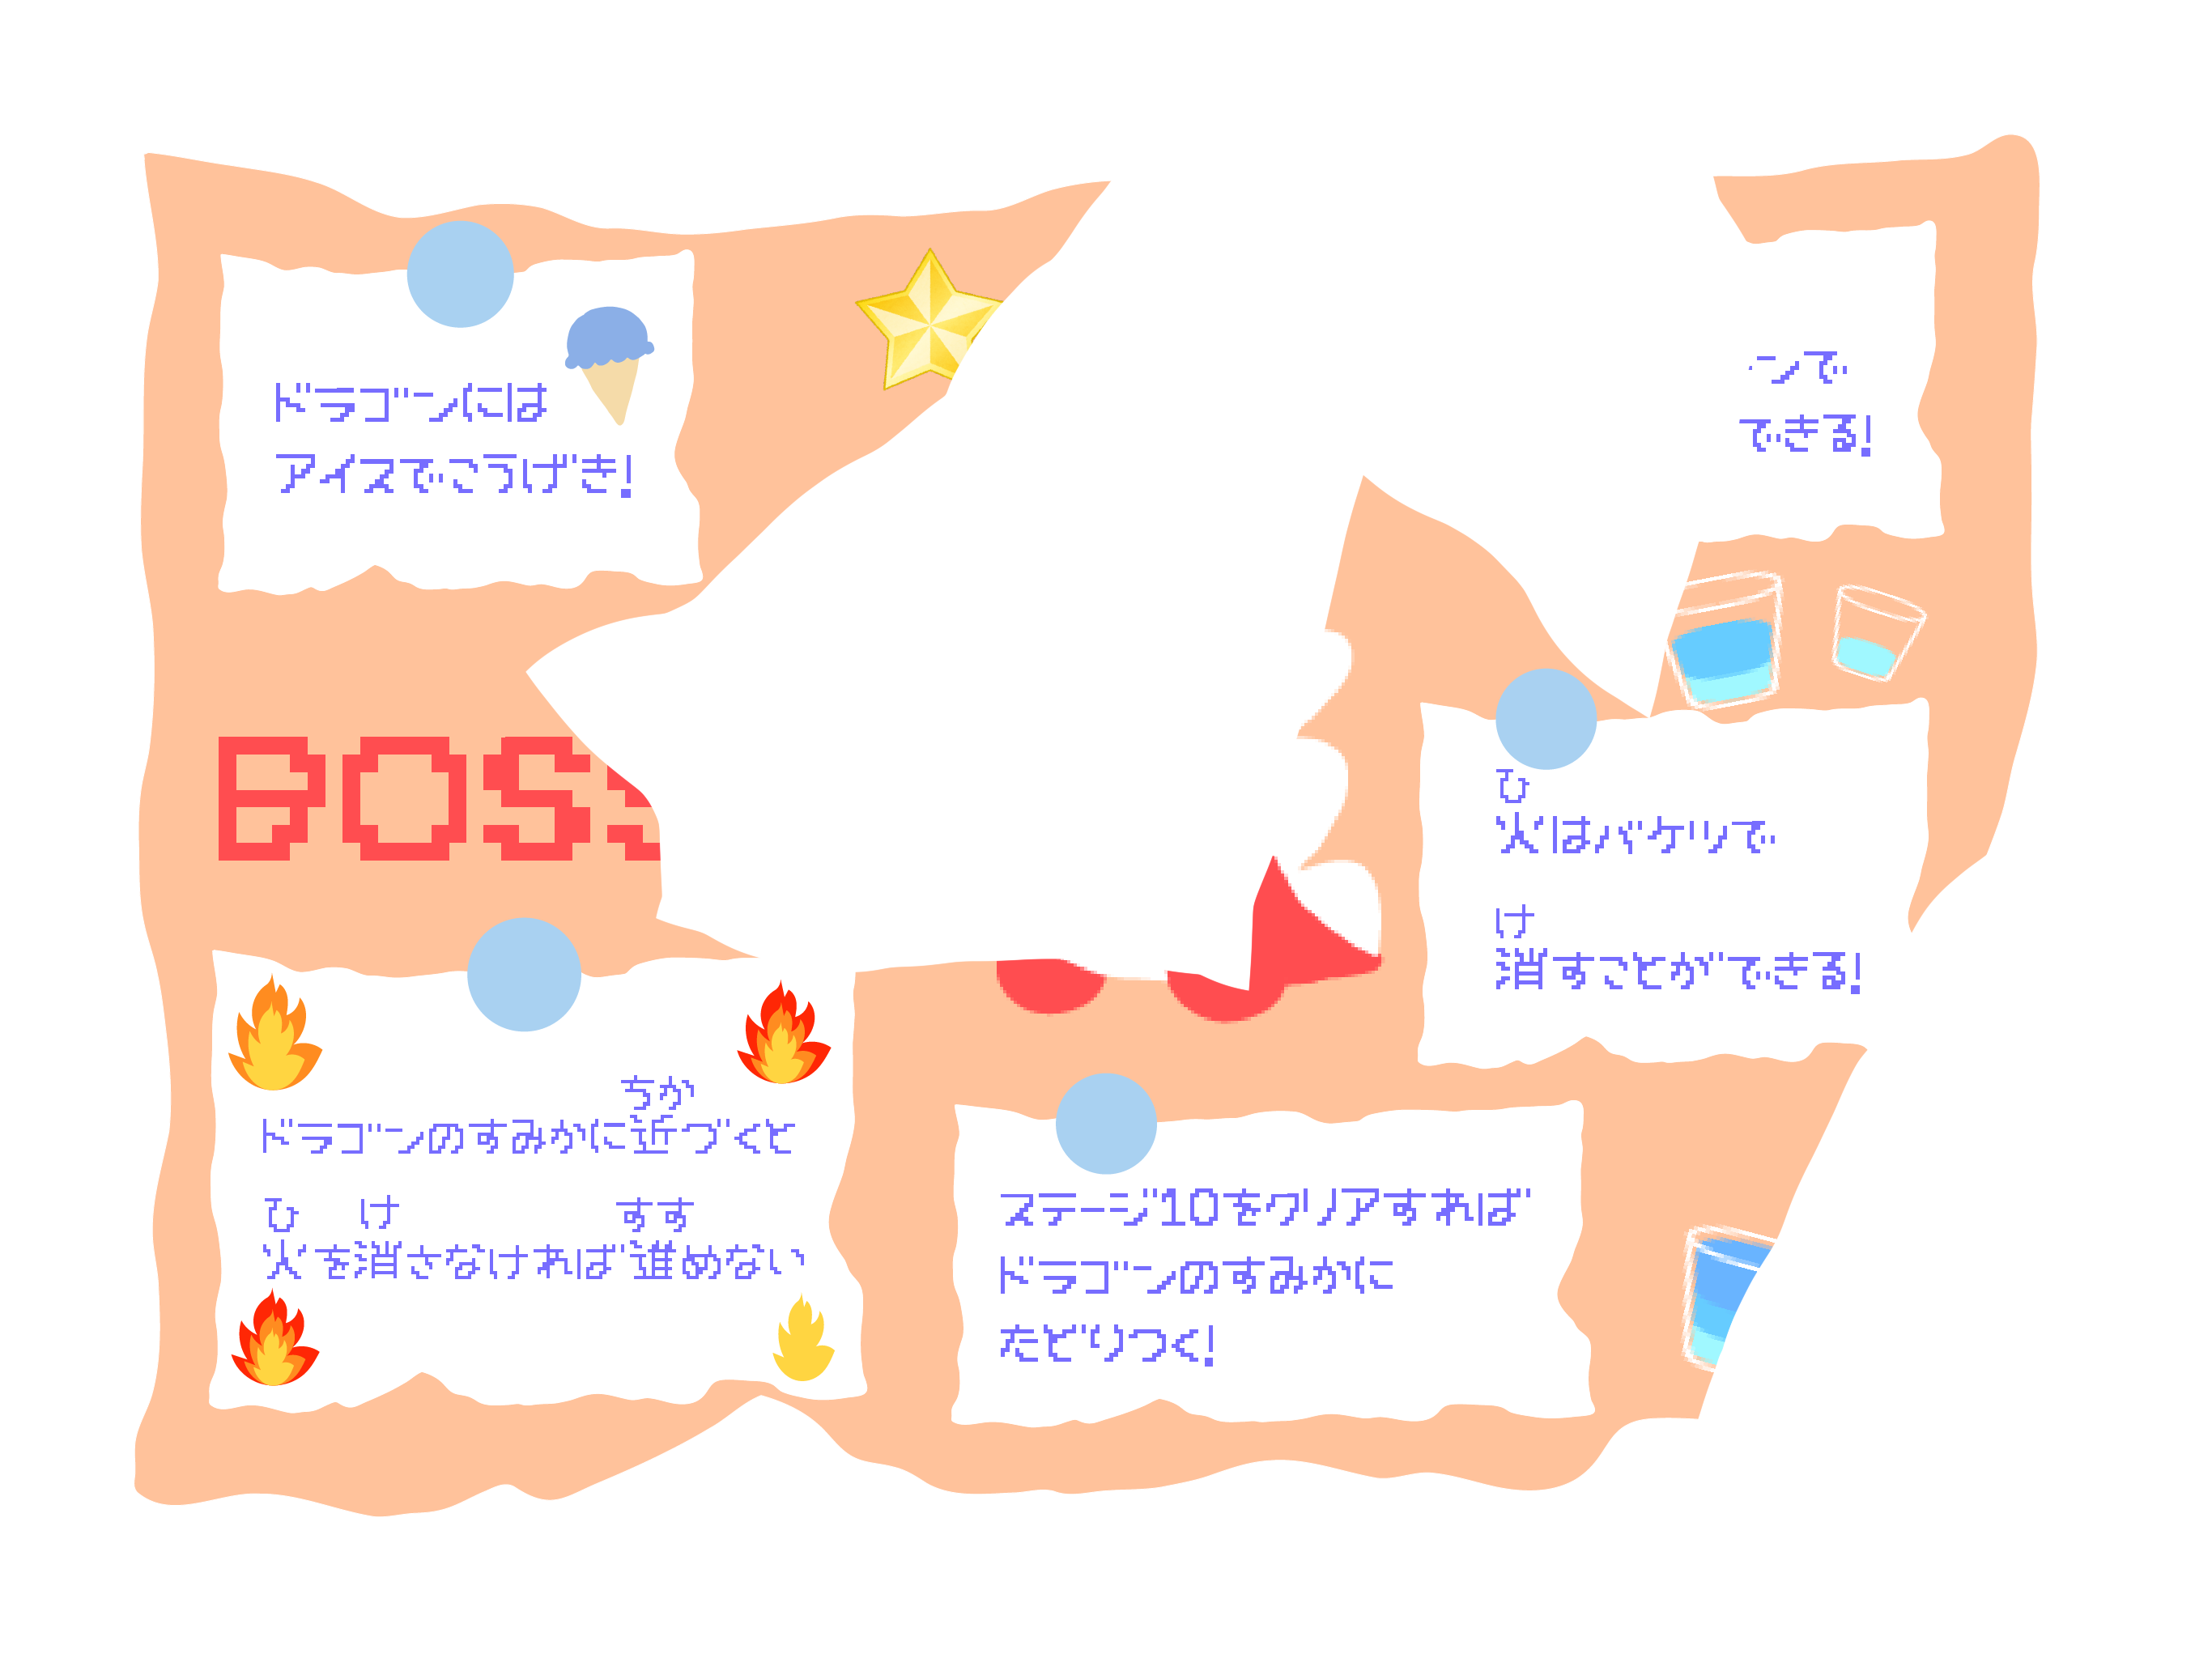 ドラゴンには
アイスでこうげき!
ンで
できる!
BOSS
ひ
火はバケツで
け
消すことができる!
ちか
ドラゴンのすみかに近づくと
ひ け すす
火を消さなければ進めない
ステージ10をクリアすれば
ドラゴンのすみかに
たどりつく!